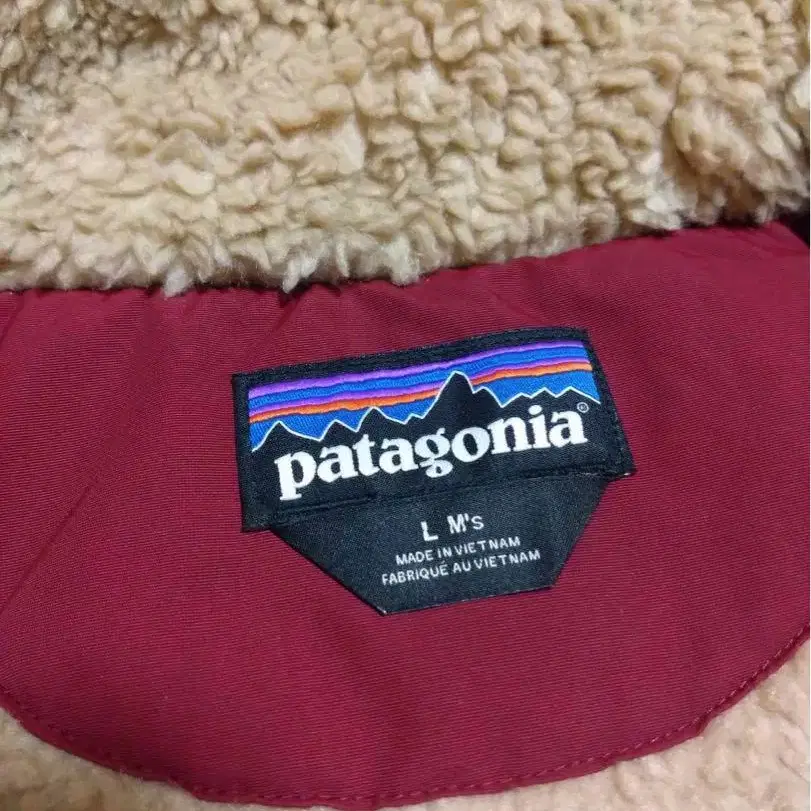 patagonia®
L M's
MADE IN VIETNAM
FABRIQUÉ AU VIETNAM